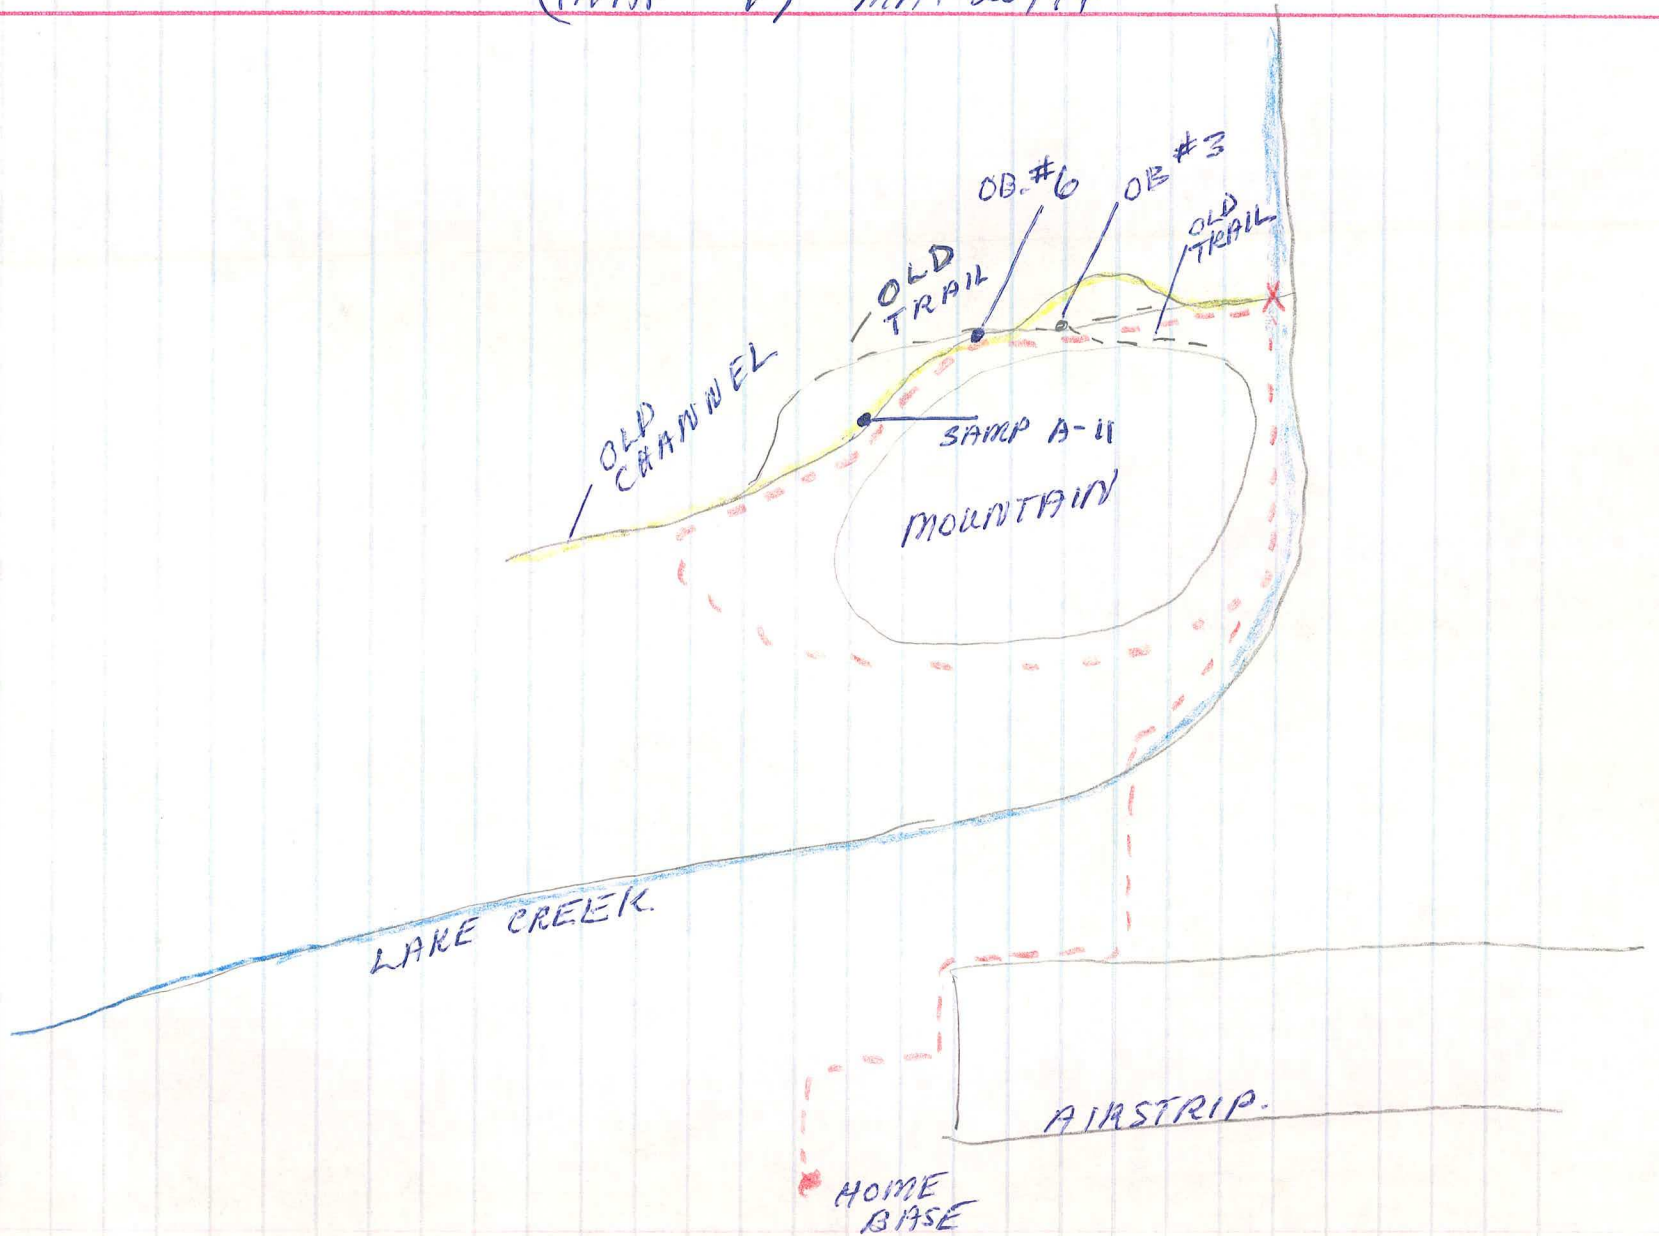 OB #3
OB. #6
OLD
TRAIL
OLD
TRAIL
OLD
CHANNEL
X
SAMP A-11
MOUNTAIN
LAKE CREEK
AIRSTRIP.
HOME
BASE